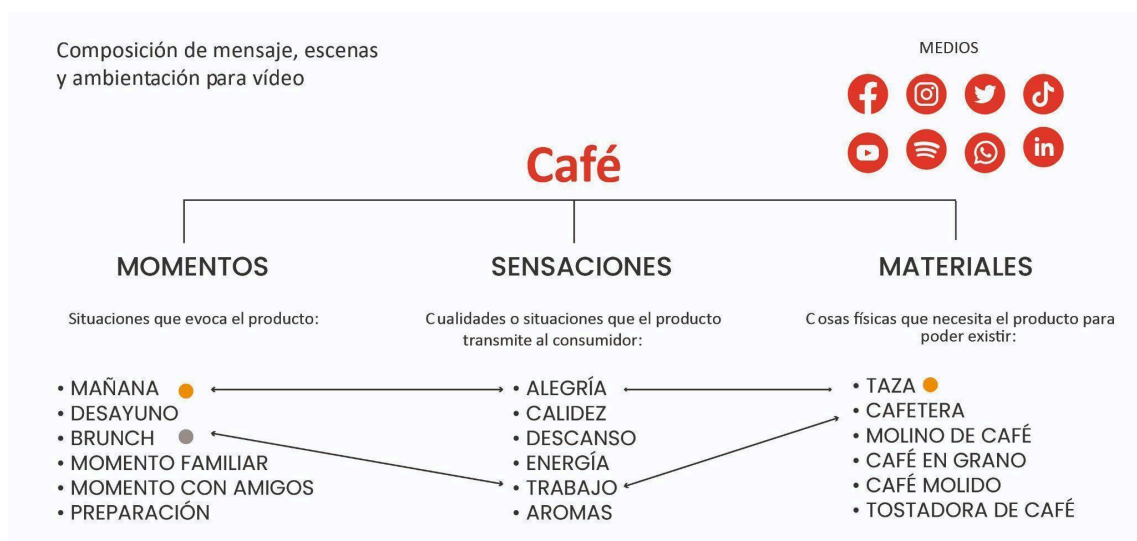 Composición de mensaje, escenas
y ambientación para vídeo
MEDIOS
in
Café
MOMENTOS
Situaciones que evoca el producto:
• MAÑANA
• DESAYUNO
• BRUNCH
• MOMENTO FAMILIAR
• MOMENTO CON AMIGOS
• PREPARACIÓN
SENSACIONES
Cualidades o situaciones que el producto
transmite al consumidor:
• ALEGRÍA
• CALIDEZ
• DESCANSO
• ENERGÍA
• TRABAJO
• AROMAS
MATERIALES
Cosas físicas que necesita el producto para
poder existir:
• TAZA
• CAFETERA
• MOLINO DE CAFÉ
• CAFÉ EN GRANO
• CAFÉ MOLIDO
• TOSTADORA DE CAFÉ